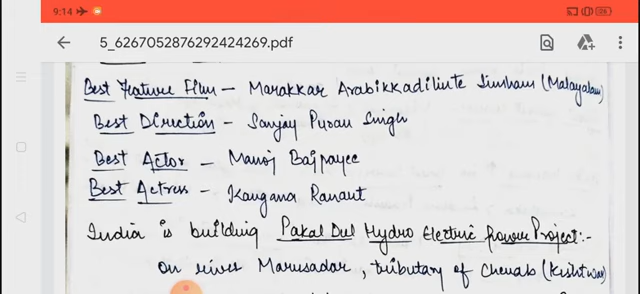 9:14
5_6267052876292424269.pdf
Best Feature Film - Marakkar Arabikkadilinte Simham (Malayalam)
Best Direction - Sanjay Puran Singh
Best Actor - Manoj Bajpayee
Best Actress - Kangana Ranaut
India is building Pakal Dul Hydro Electric Power Project:-
on river Marusadar, tributary of Chenab (Kishtwar)